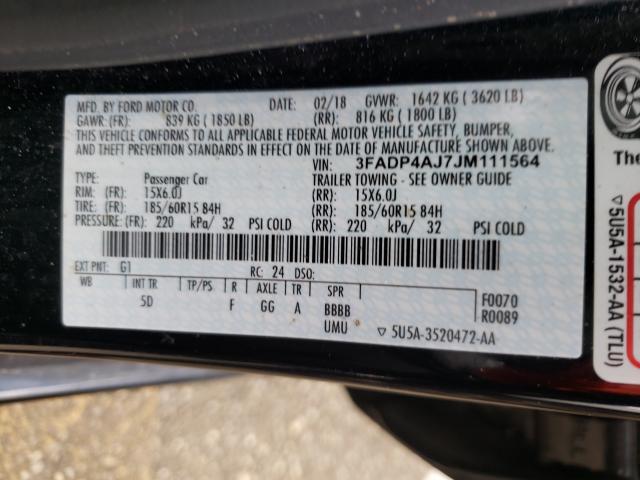 MFD. BY FORD MOTOR CO. DATE: 02/18 GVWR: 1642 KG ( 3620 LB)
GAWR: (FR): 839 KG ( 1850 LB) (RR): 816 KG ( 1800 LB)
THIS VEHICLE CONFORMS TO ALL APPLICABLE FEDERAL MOTOR VEHICLE SAFETY, BUMPER,
AND THEFT PREVENTION STANDARDS IN EFFECT ON THE DATE OF MANUFACTURE SHOWN ABOVE.
VIN: 3FADP4AJ7JM111564
TYPE: Passenger Car TRAILER TOWING - SEE OWNER GUIDE
RIM: (FR): 15X6.0J (RR): 15X6.0J
TIRE: (FR): 185/60R15 84H (RR): 185/60R15 84H
PRESSURE: (FR): 220 kPa/ 32 PSI COLD (RR): 220 kPa/ 32 PSI COLD
EXT PNT: G1 RC: 24 DSO:
WB INT TR TP/PS R AXLE TR SPR
5D F GG A BBBB F0070
UMU R0089
▽ 5U5A-3520472-AA
The
▽5U5A-1532-AA (TLU)